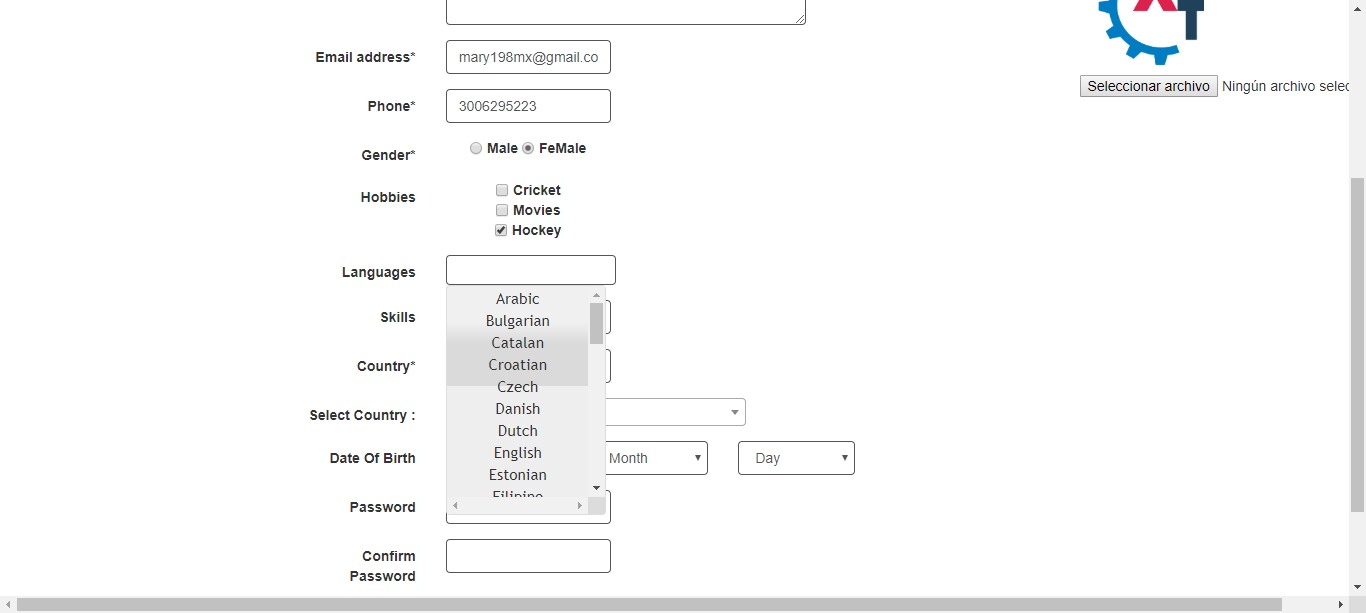 Email address*
mary198mx@gmail.co
Seleccionar archivo Ningún archivo selec
Phone*
3006295223
Gender*
Male FeMale
Hobbies
Cricket
Movies
Hockey
Languages
Arabic
Bulgarian
Catalan
Croatian
Czech
Danish
Dutch
English
Estonian
Filipino
Skills
Country*
Select Country :
Date Of Birth
Month
Day
Password
Confirm
Password